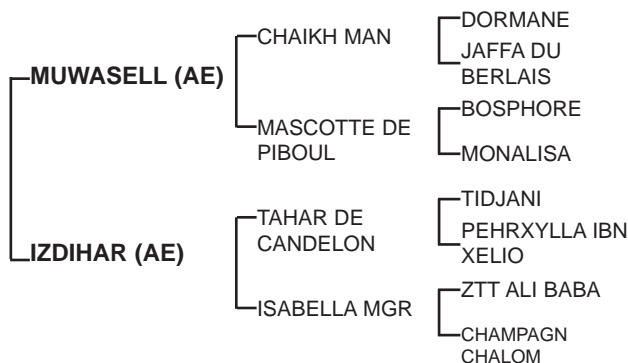 MUWASELL (AE)
CHAIKH MAN
DORMANE
JAFFA DU
BERLAIS
MASCOTTE DE
PIBOUL
BOSPHORE
MONALISA
IZDIHAR (AE)
TAHAR DE
CANDELON
TIDJANI
PEHRXYLLA IBN
XELIO
ISABELLA MGR
ZTT ALI BABA
CHAMPAGN
CHALOM